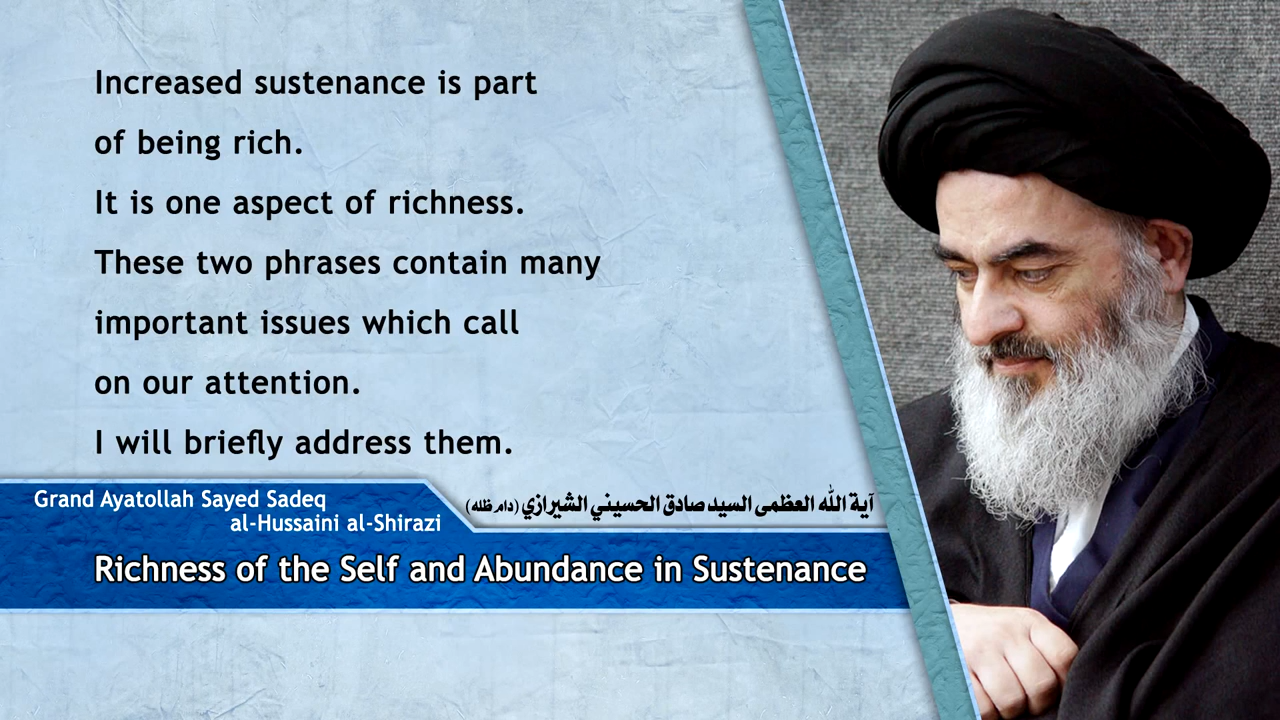 Increased sustenance is part
of being rich.
It is one aspect of richness.
These two phrases contain many
important issues which call
on our attention.
I will briefly address them.
Grand Ayatollah Sayed Sadeq
al-Hussaini al-Shirazi
آية الله العظمى السيد صادق الحسيني الشيرازي (دام ظله)
Richness of the Self and Abundance in Sustenance